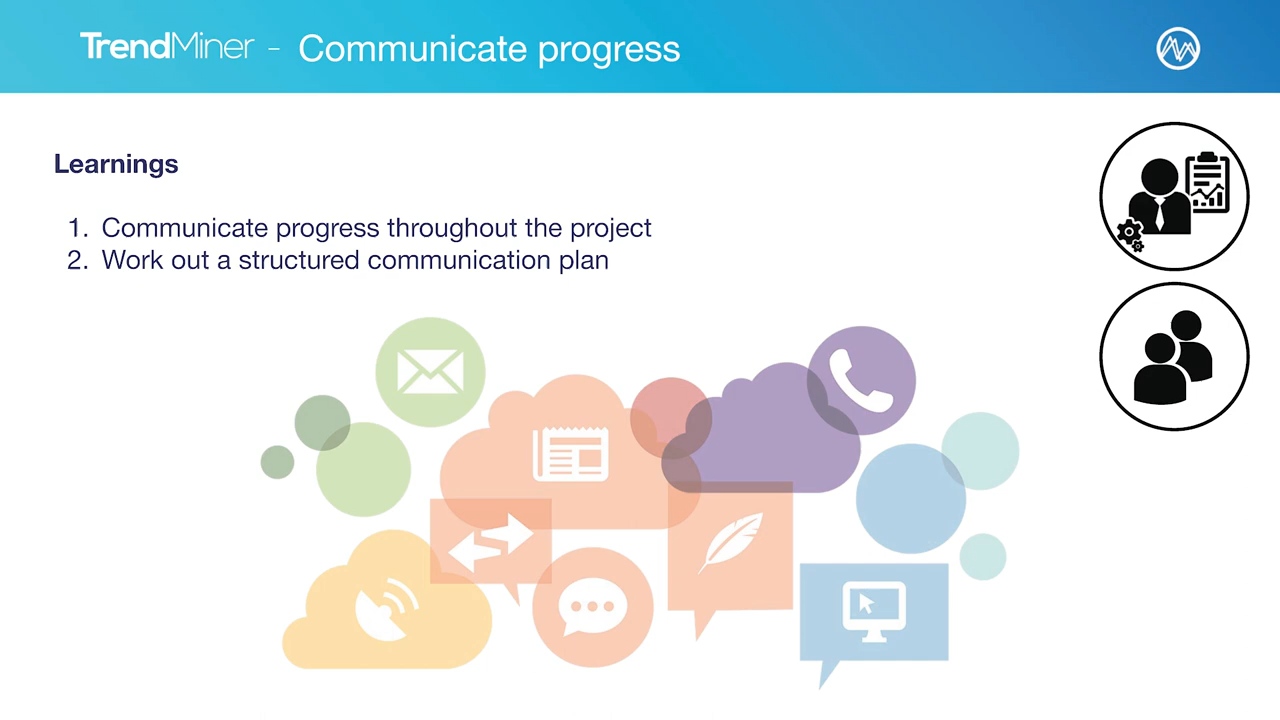 TrendMiner - Communicate progress
Learnings
1. Communicate progress throughout the project
2. Work out a structured communication plan